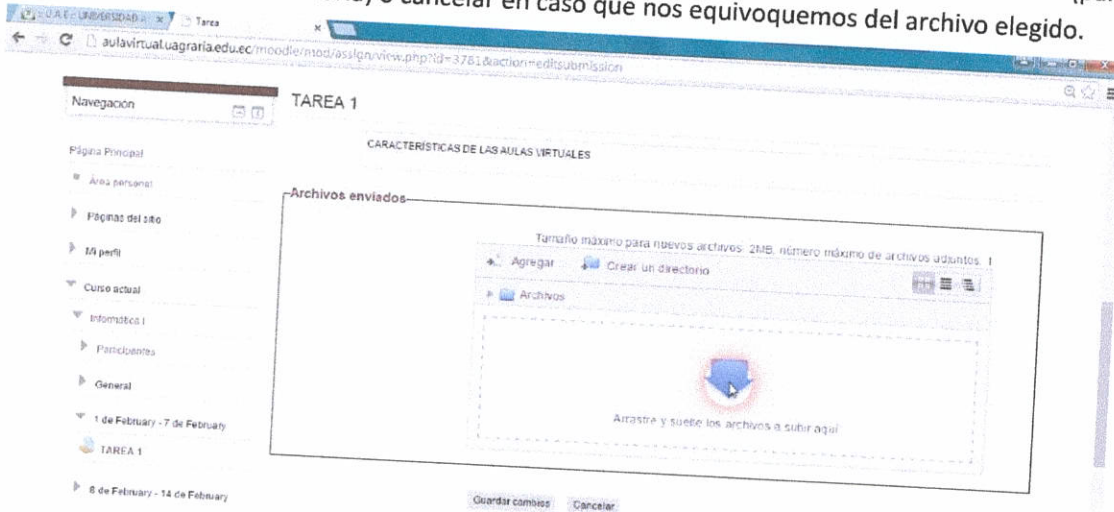 o cancelar en caso que nos equivoquemos del archivo elegido.
Tarea
aulavirtual.uagraria.edu.ec/moodle/mod/assign/view.php?id=3781&action=editsubmission
Navegación
TAREA 1
CARACTERÍSTICAS DE LAS AULAS VIRTUALES
Página Principal
Área personal
Páginas del sitio
Mi perfil
Curso actual
Informática I
Participantes
General
1 de February - 7 de February
TAREA 1
8 de February - 14 de February
Archivos enviados
Tamaño máximo para nuevos archivos: 2MB, número máximo de archivos adjuntos: 1
Agregar
Crear un directorio
Archivos
Arrastre y suelte los archivos a subir aquí
Guardar cambios
Cancelar